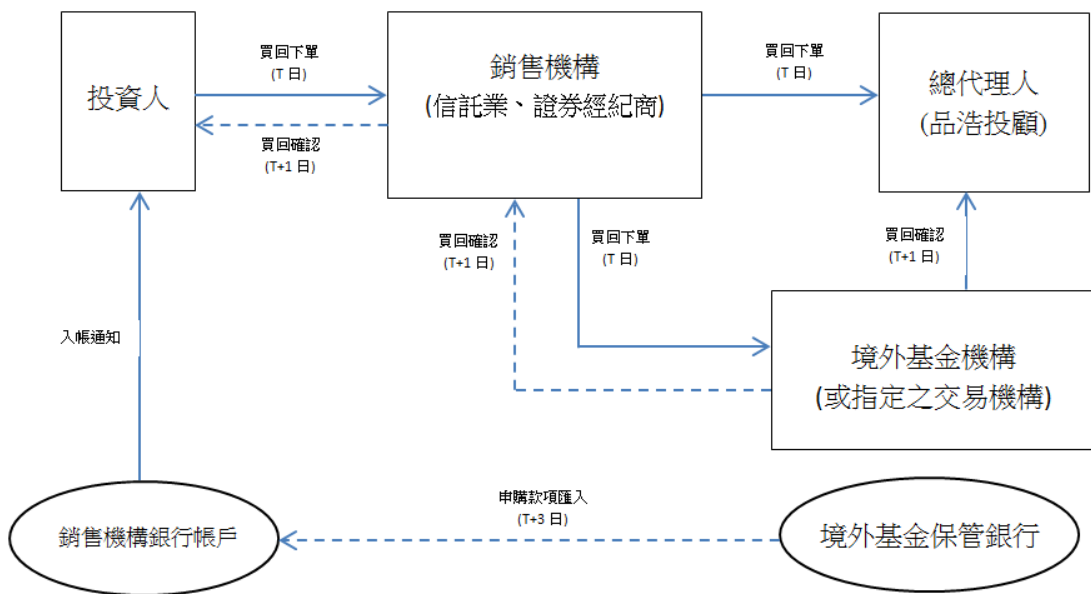 投資人
買回下單
(T 日)
買回確認
(T+1 日)
銷售機構
(信託業、證券經紀商)
買回下單
(T 日)
總代理人
(品浩投顧)
買回確認
(T+1 日)
買回下單
(T 日)
買回確認
(T+1 日)
入帳通知
境外基金機構
(或指定之交易機構)
銷售機構銀行帳戶
申購款項匯入
(T+3 日)
境外基金保管銀行